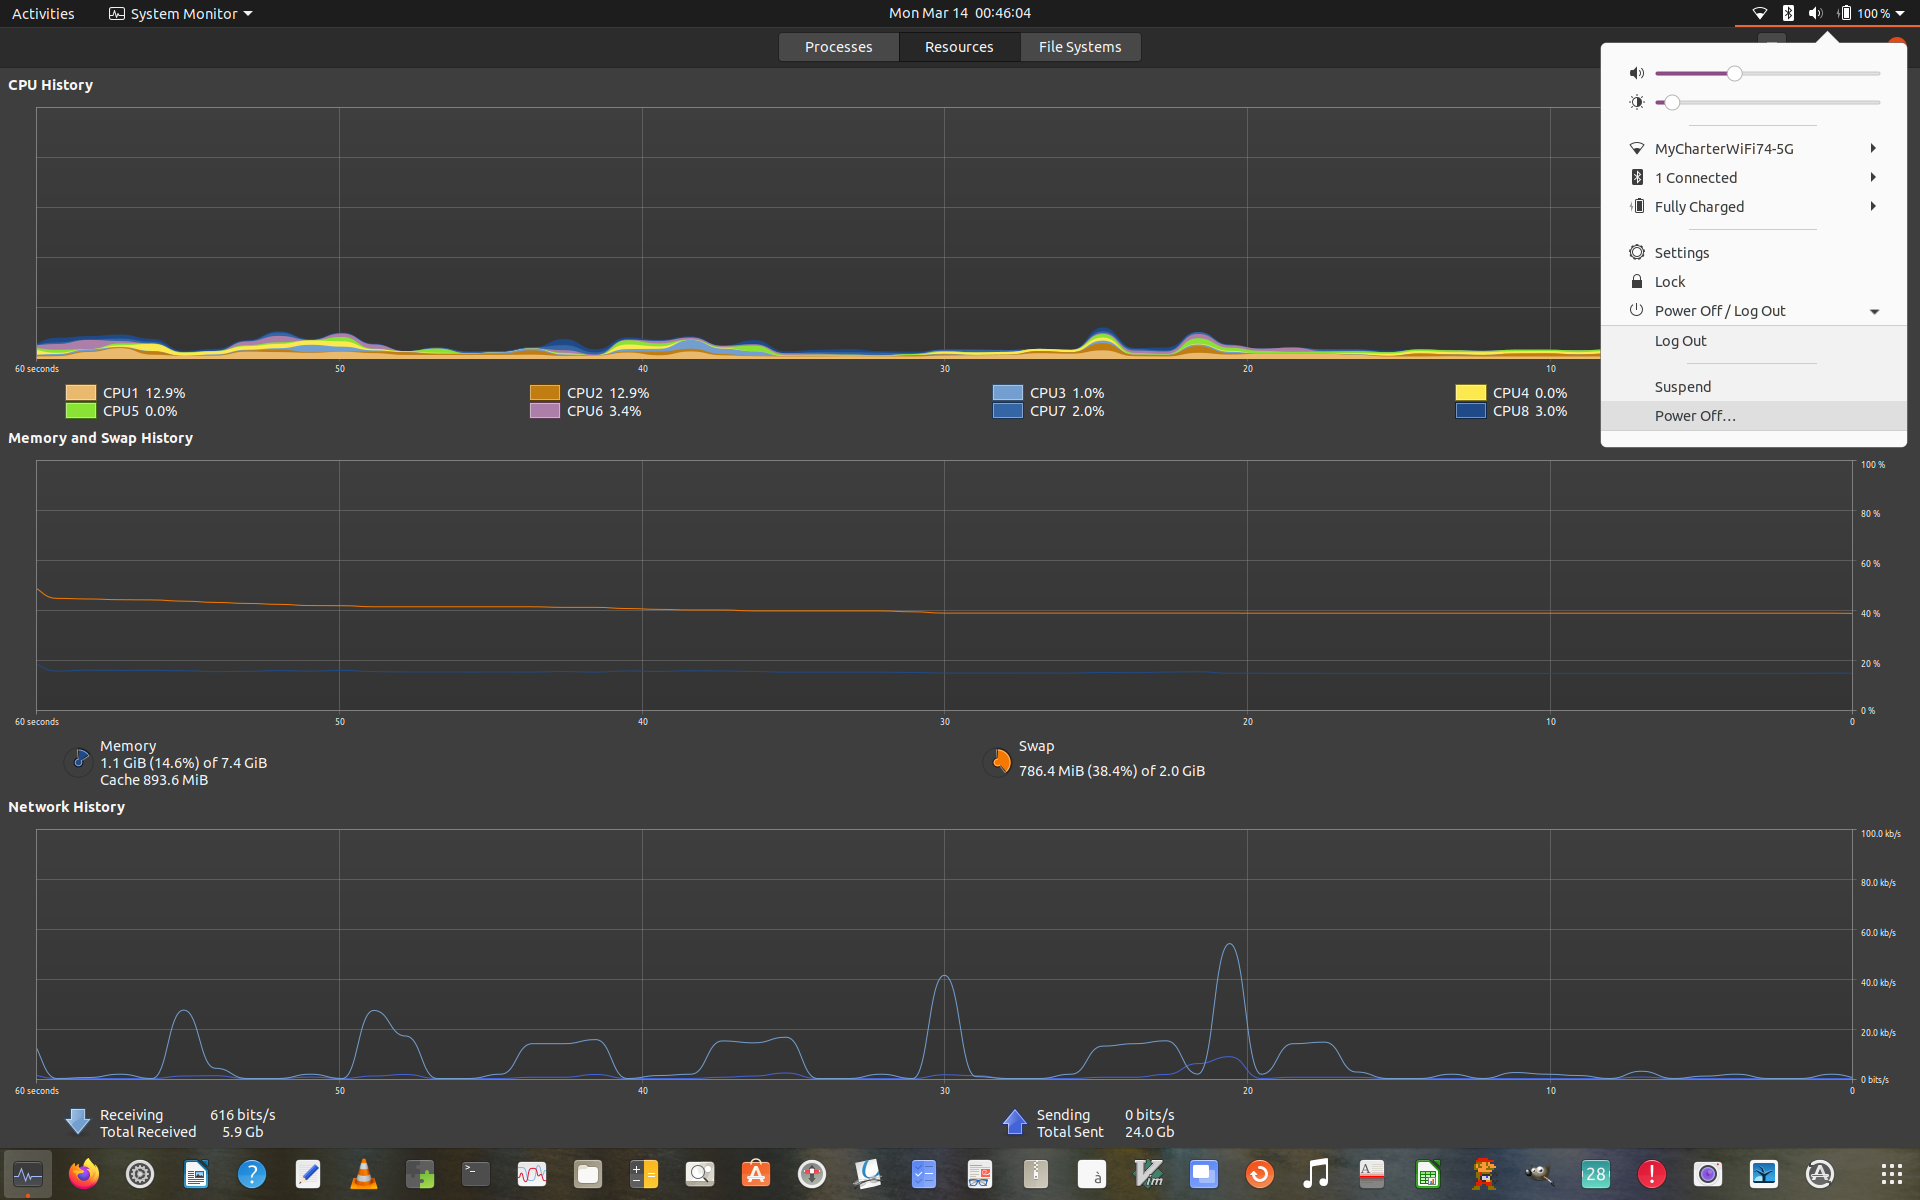 Activities
System Monitor
Mon Mar 14 00:46:04
100 %
Processes
Resources
File Systems
CPU History
60 seconds
50
40
30
20
10
CPU1 12.9%
CPU2 12.9%
CPU3 1.0%
CPU4 0.0%
CPU5 0.0%
CPU6 3.4%
CPU7 2.0%
CPU8 3.0%
MyCharterWiFi74-5G
1 Connected
Fully Charged
Settings
Lock
Power Off / Log Out
Log Out
Suspend
Power Off...
Memory and Swap History
100 %
80 %
60 %
40 %
20 %
0 %
60 seconds
50
40
30
20
10
0
Memory
1.1 GiB (14.6%) of 7.4 GiB
Cache 893.6 MiB
Swap
786.4 MiB (38.4%) of 2.0 GiB
Network History
100.0 kb/s
80.0 kb/s
60.0 kb/s
40.0 kb/s
20.0 kb/s
0 bits/s
60 seconds
50
40
30
20
10
0
Receiving 616 bits/s
Total Received 5.9 Gb
Sending 0 bits/s
Total Sent 24.0 Gb
?
>_
à
Vim
A
28
!